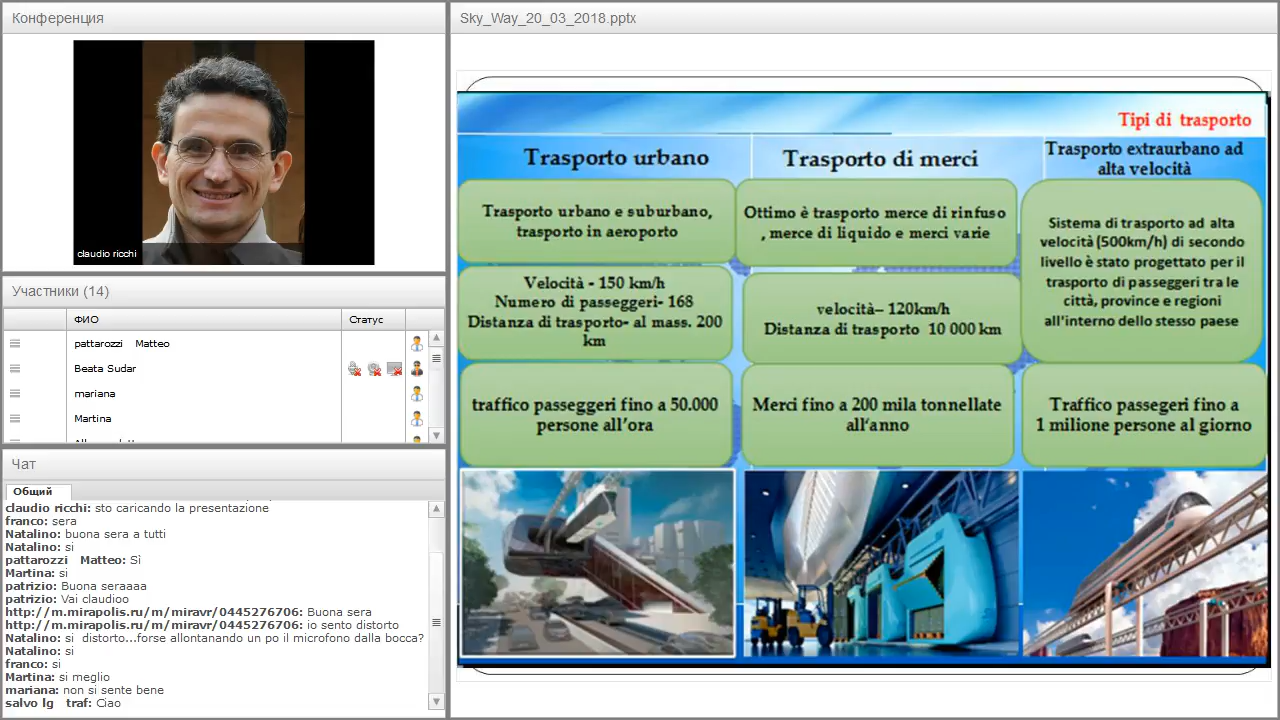 Конференция
claudio ricchi
Участники (14)
ФИО
Статус
pattarozzi Matteo
Beata Sudar
mariana
Martina
Чат
Общий
claudio ricchi: sto caricando la presentazione
franco: sera
Natalino: buona sera a tutti
Natalino: si
pattarozzi Matteo: Sì
Martina: si
patrizio: Buona seraaaa
patrizio: Vai claudioo
http://m.mirapolis.ru/m/miravr/0445276706: Buona sera
http://m.mirapolis.ru/m/miravr/0445276706: io sento distorto
Natalino: si distorto...forse allontanando un po il microfono dalla bocca?
Natalino: si
franco: si
Martina: si meglio
mariana: non si sente bene
salvo lg traf: Ciao
Sky_Way_20_03_2018.pptx
Tipi di trasporto
Trasporto urbano
Trasporto urbano e suburbano,
trasporto in aeroporto
Velocità - 150 km/h
Numero di passeggeri- 168
Distanza di trasporto- al mass. 200
km
traffico passeggeri fino a 50.000
persone all'ora
Trasporto di merci
Ottimo è trasporto merce di rinfuso
, merce di liquido e merci varie
velocità– 120km/h
Distanza di trasporto 10 000 km
Merci fino a 200 mila tonnellate
all'anno
Trasporto extraurbano ad
alta velocità
Sistema di trasporto ad alta
velocità (500km/h) di secondo
livello è stato progettato per il
trasporto di passeggeri tra le
città, province e regioni
all'interno dello stesso paese
Traffico passegeri fino a
1 milione persone al giorno